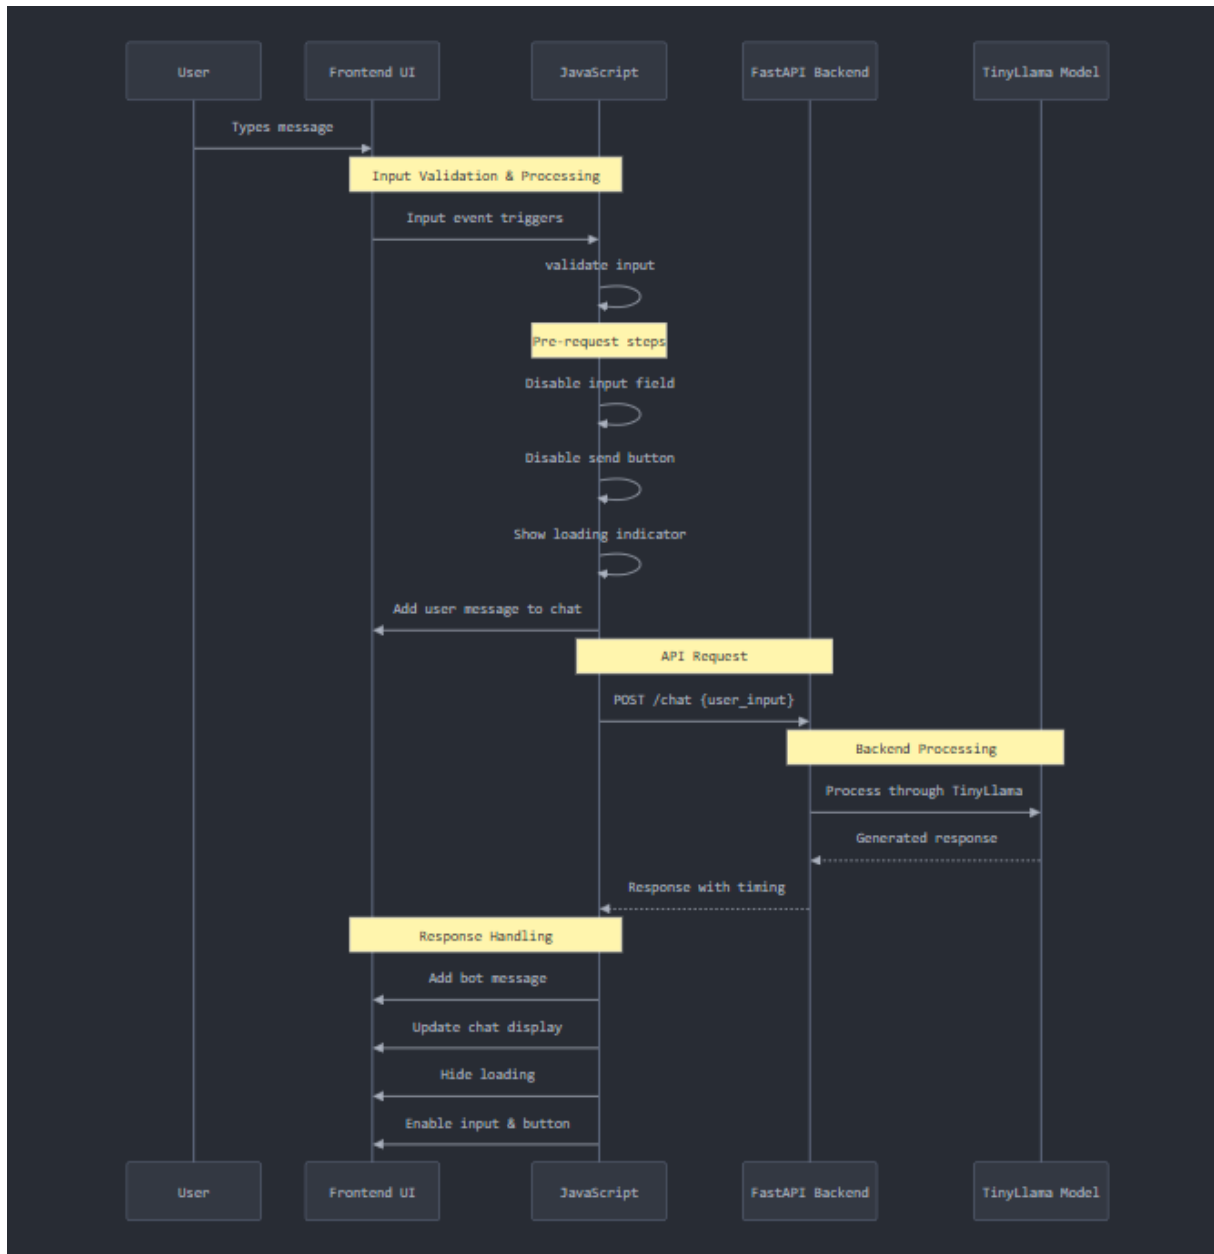 User
Frontend UI
JavaScript
FastAPI Backend
TinyLlama Model
Types message
Input Validation & Processing
Input event triggers
validate input
Pre-request steps
Disable input field
Disable send button
Show loading indicator
Add user message to chat
API Request
POST /chat {user_input}
Backend Processing
Process through TinyLlama
Generated response
Response with timing
Response Handling
Add bot message
Update chat display
Hide loading
Enable input & button
User
Frontend UI
JavaScript
FastAPI Backend
TinyLlama Model